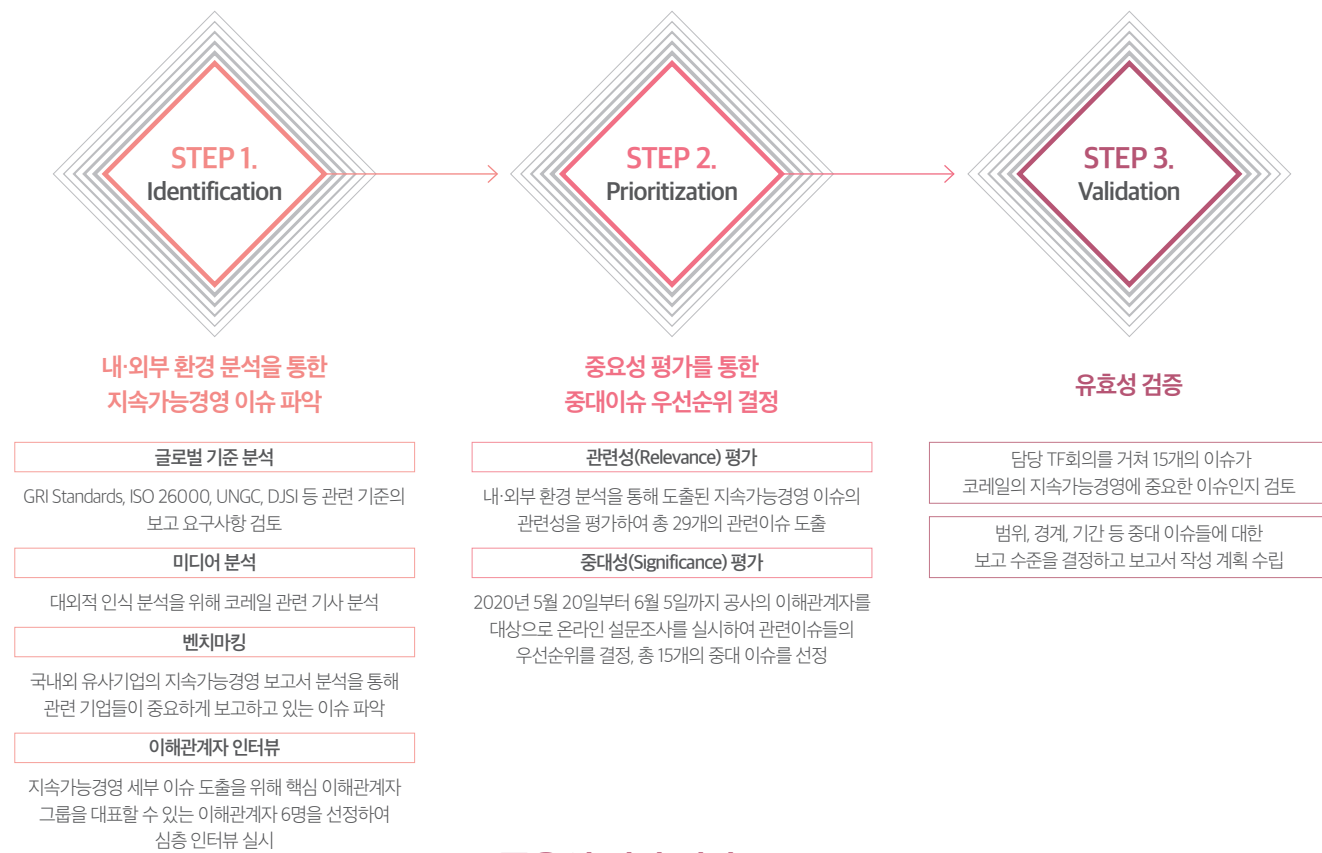 STEP 1.
Identification
STEP 2.
Prioritization
STEP 3.
Validation
내·외부 환경 분석을 통한
지속가능경영 이슈 파악
글로벌 기준 분석
GRI Standards, ISO 26000, UNGC, DJSI 등 관련 기준의
보고 요구사항 검토
미디어 분석
대외적 인식 분석을 위해 코레일 관련 기사 분석
벤치마킹
국내외 유사기업의 지속가능경영 보고서 분석을 통해
관련 기업들이 중요하게 보고하고 있는 이슈 파악
이해관계자 인터뷰
지속가능경영 세부 이슈 도출을 위해 핵심 이해관계자
그룹을 대표할 수 있는 이해관계자 6명을 선정하여
심층 인터뷰 실시
중요성 평가를 통한
중대이슈 우선순위 결정
관련성(Relevance) 평가
내·외부 환경 분석을 통해 도출된 지속가능경영 이슈의
관련성을 평가하여 총 29개의 관련이슈 도출
중대성(Significance) 평가
2020년 5월 20일부터 6월 5일까지 공사의 이해관계자를
대상으로 온라인 설문조사를 실시하여 관련이슈들의
우선순위를 결정, 총 15개의 중대 이슈를 선정
유효성 검증
담당 TF회의를 거쳐 15개의 이슈가
코레일의 지속가능경영에 중요한 이슈인지 검토
범위, 경계, 기간 등 중대 이슈들에 대한
보고 수준을 결정하고 보고서 작성 계획 수립